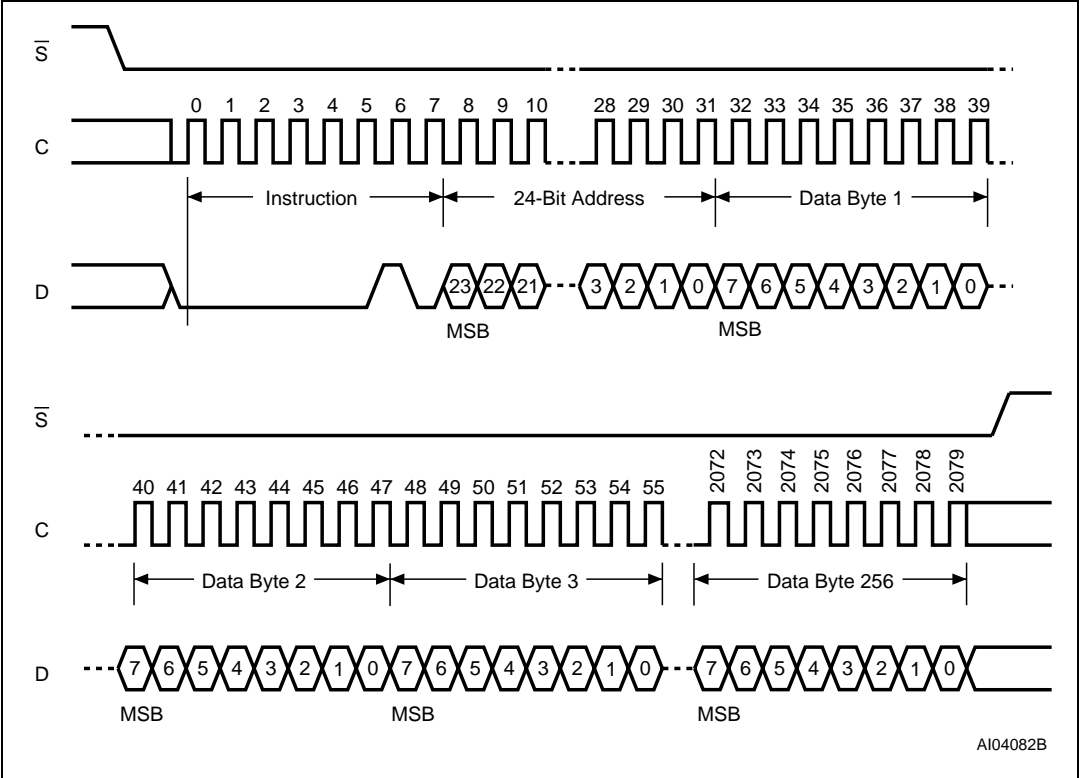 S̅
0 1 2 3 4 5 6 7 8 9 10 28 29 30 31 32 33 34 35 36 37 38 39
C
Instruction 24-Bit Address Data Byte 1
D
23 22 21 3 2 1 0 7 6 5 4 3 2 1 0
MSB MSB
S̅
40 41 42 43 44 45 46 47 48 49 50 51 52 53 54 55 2072 2073 2074 2075 2076 2077 2078 2079
C
Data Byte 2 Data Byte 3 Data Byte 256
D
7 6 5 4 3 2 1 0 7 6 5 4 3 2 1 0 7 6 5 4 3 2 1 0
MSB MSB MSB
AI04082B